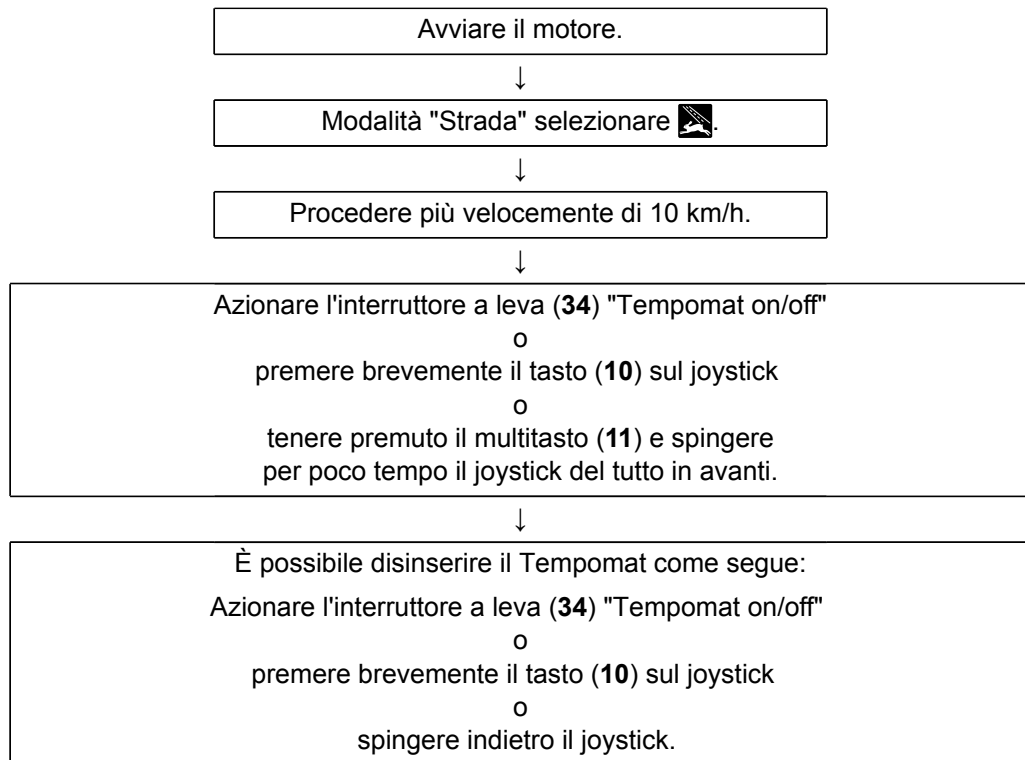 Avviare il motore.
↓
Modalità "Strada" selezionare .
↓
Procedere più velocemente di 10 km/h.
↓
Azionare l'interruttore a leva (34) "Tempomat on/off"
o
premere brevemente il tasto (10) sul joystick
o
tenere premuto il multitasto (11) e spingere
per poco tempo il joystick del tutto in avanti.
↓
È possibile disinserire il Tempomat come segue:
Azionare l'interruttore a leva (34) "Tempomat on/off"
o
premere brevemente il tasto (10) sul joystick
o
spingere indietro il joystick.